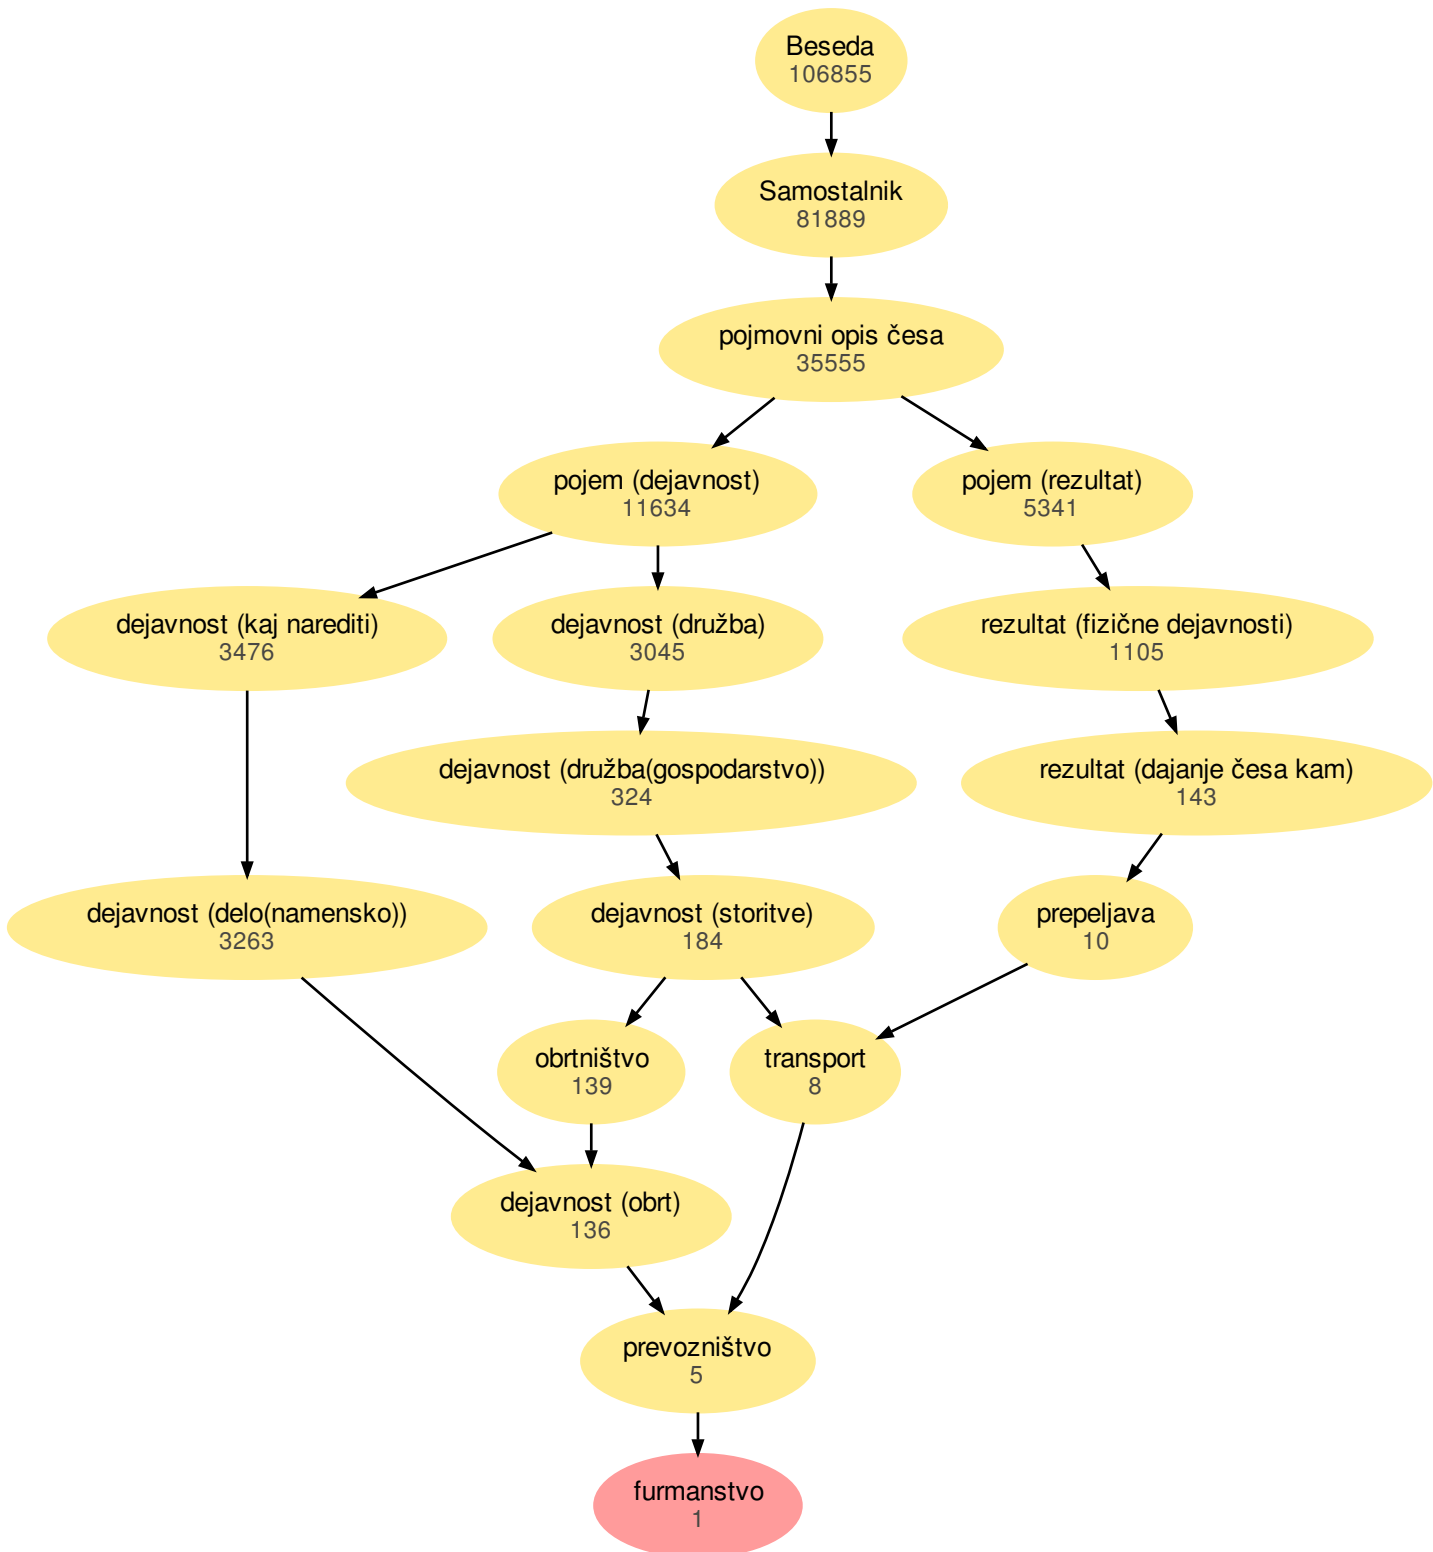 Beseda
106855
Samostalnik
81889
pojmovni opis česa
35555
pojem (dejavnost)
11634
pojem (rezultat)
5341
dejavnost (kaj narediti)
3476
dejavnost (družba)
3045
rezultat (fizične dejavnosti)
1105
dejavnost (družba(gospodarstvo))
324
rezultat (dajanje česa kam)
143
dejavnost (delo(namensko))
3263
dejavnost (storitve)
184
prepeljava
10
obrtništvo
139
transport
8
dejavnost (obrt)
136
prevozništvo
5
furmanstvo
1